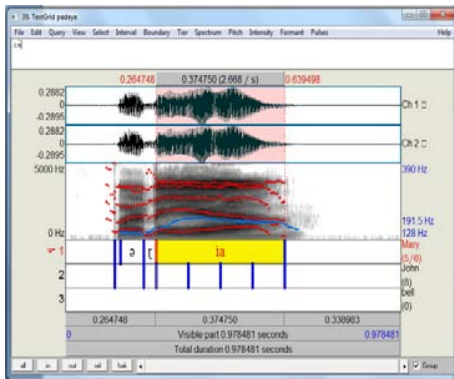 39. TextGrid padaya
File Edit Query View Select Interval Boundary Tier Spectrum Pitch Intensity Formant Pulses Help
0.264748 0.374750 (2.668 / s) 0.639498
0.2882
0
-0.2895
Ch 1
0.2882
0
-0.2895
Ch 2
5000 Hz 390 Hz
191.5 Hz
0 Hz 128 Hz
1 ə ia Mary
(5/6)
2 John
(8)
3 bell
(0)
0.264748 0.374750 0.338983
0 Visible part 0.978481 seconds 0.978481
Total duration 0.978481 seconds
all in out sel bak Group